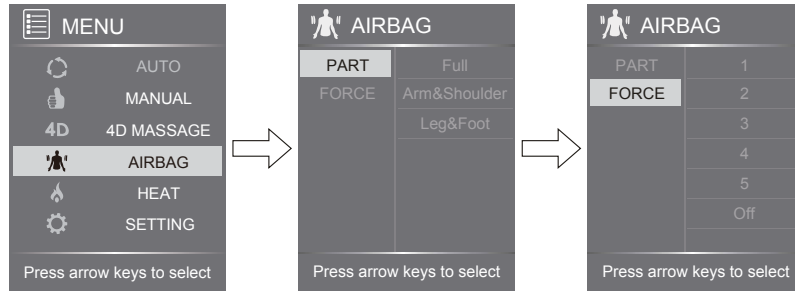 MENU
AUTO
MANUAL
4D 4D MASSAGE
AIRBAG
HEAT
SETTING
Press arrow keys to select
AIRBAG
PART Full
FORCE Arm&Shoulder
Leg&Foot
Press arrow keys to select
AIRBAG
PART 1
FORCE 2
3
4
5
Off
Press arrow keys to select